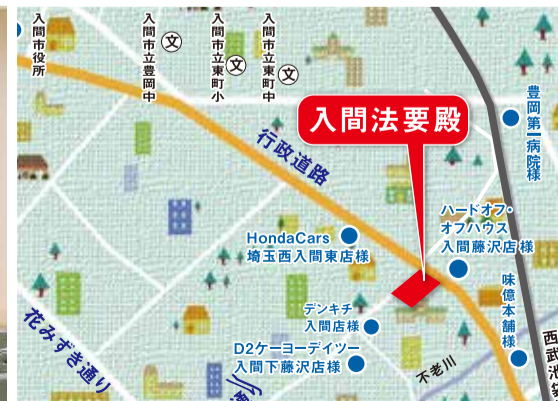 入間市役所
入間市立豊岡中
文
入間市立東町小
文
入間市立東町中
文
豊岡第一病院様
入間法要殿
行政道路
ハードオフ・
オフハウス
入間藤沢店様
HondaCars
埼玉西入間東店様
味億本舗様
デンキチ
入間店様
D2ケーヨーデイツー
入間下藤沢店様
不老川
花みずき通り
西武池袋